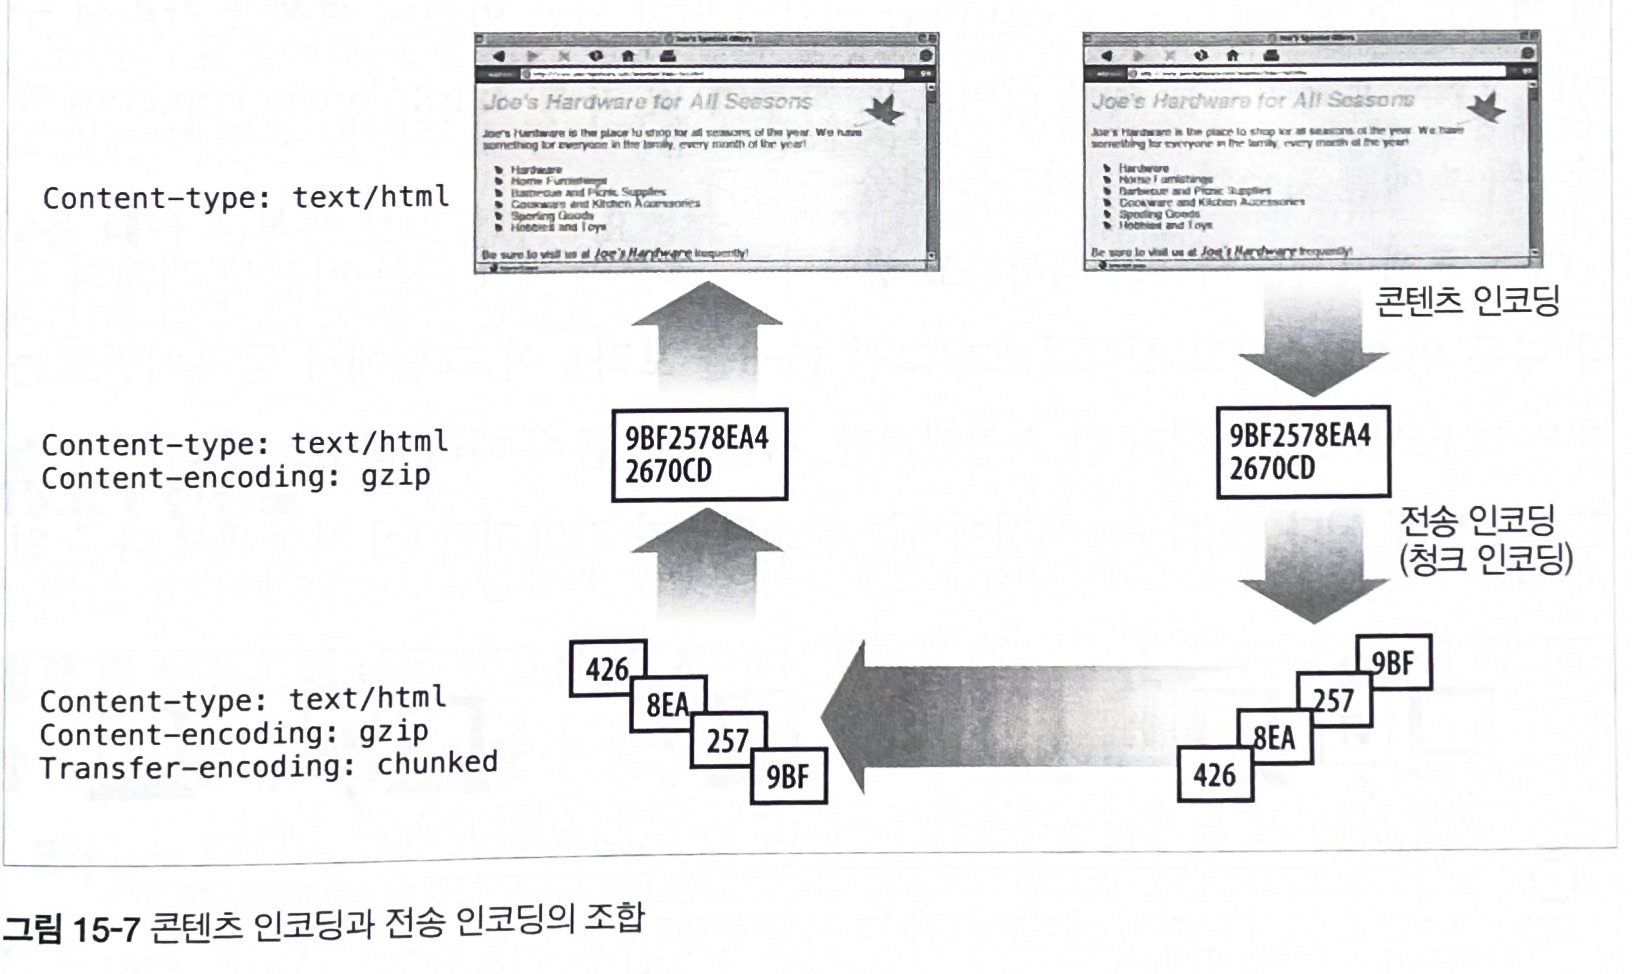 Joe's Hardware for All Seasons
Joe's Hardware is the place to shop for all seasons of the year. We have
something for everyone in the family, every month of the year!
Hardware
Home Furnishings
Barbecue and Picnic Supplies
Cookware and Kitchen Accessories
Sporting Goods
Hobbies and Toys
Be sure to visit us at Joe's Hardware frequently!
Joe's Hardware for All Seasons
Joe's Hardware is the place to shop for all seasons of the year. We have
something for everyone in the family, every month of the year!
Hardware
Home Furnishings
Barbecue and Picnic Supplies
Cookware and Kitchen Accessories
Sporting Goods
Hobbies and Toys
Be sure to visit us at Joe's Hardware frequently!
Content-type: text/html
콘텐츠 인코딩
Content-type: text/html
Content-encoding: gzip
9BF2578EA4
2670CD
9BF2578EA4
2670CD
전송 인코딩
(청크 인코딩)
Content-type: text/html
Content-encoding: gzip
Transfer-encoding: chunked
426
8EA
257
9BF
9BF
257
8EA
426
그림 15-7 콘텐츠 인코딩과 전송 인코딩의 조합